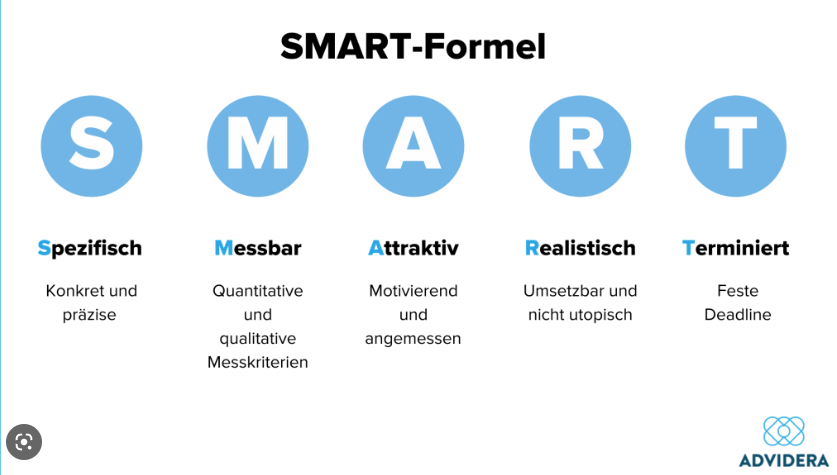 SMART-Formel
S M A R T
Spezifisch
Konkret und
präzise
Messbar
Quantitative
und
qualitative
Messkriterien
Attraktiv
Motivierend
und
angemessen
Realistisch
Umsetzbar und
nicht utopisch
Terminiert
Feste
Deadline
ADVIDERA